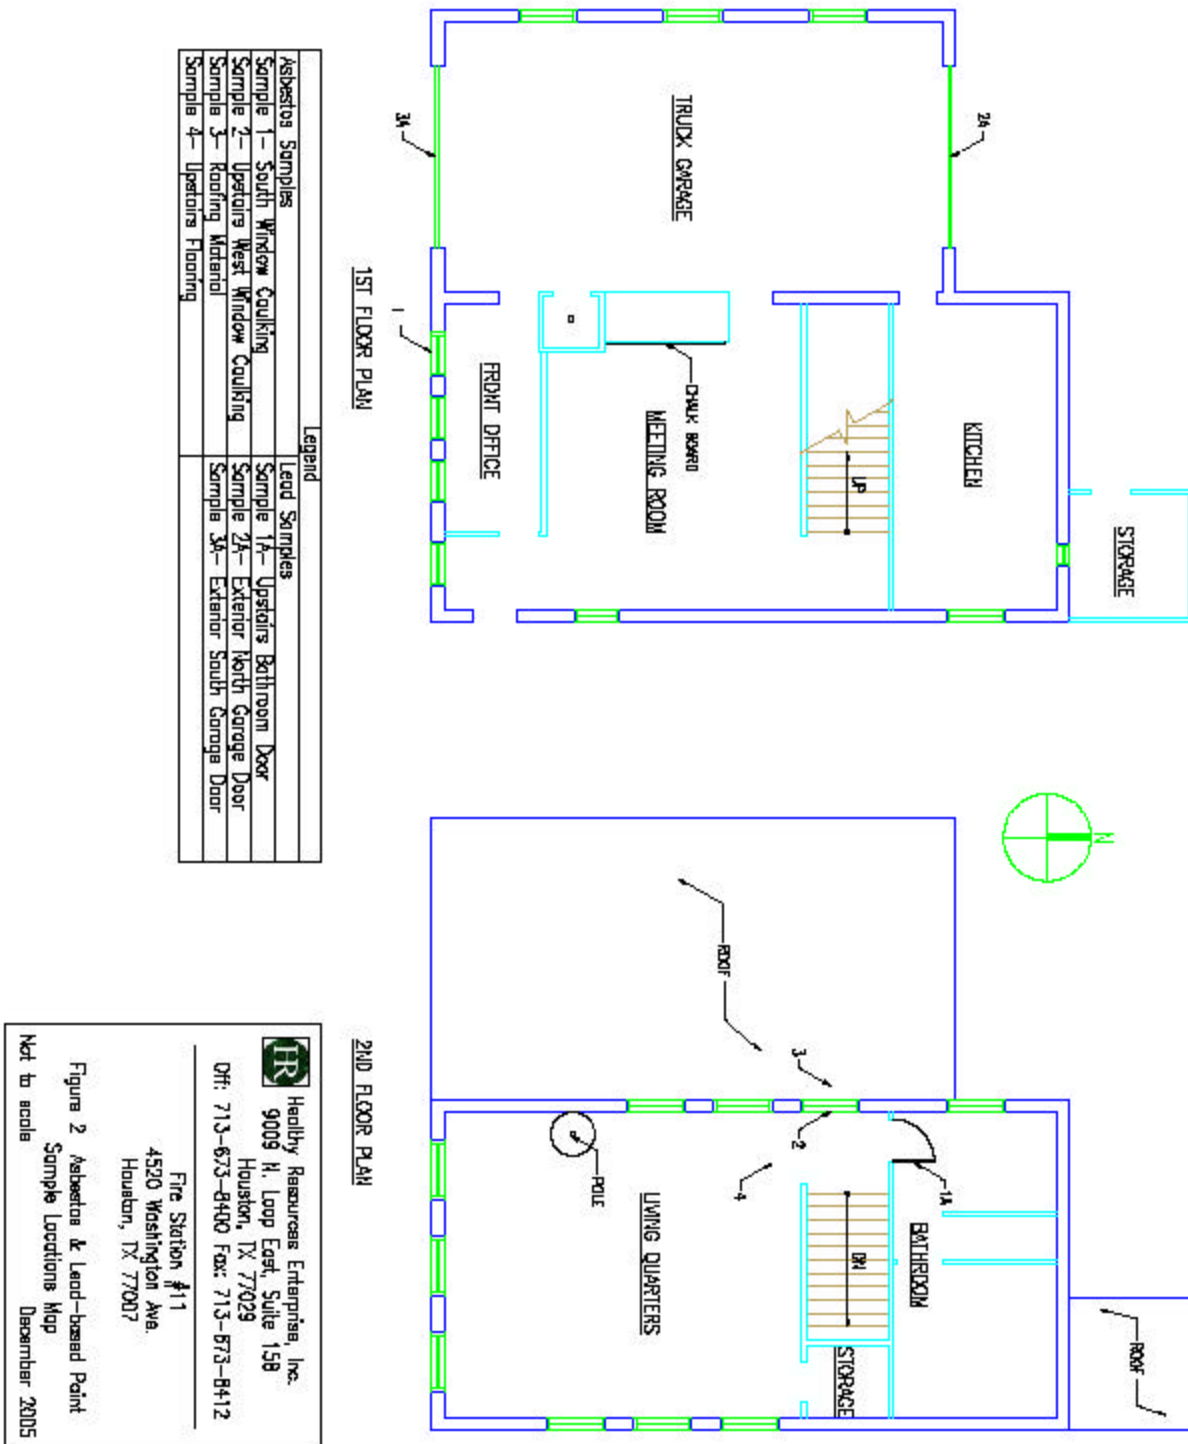 2A
3A
1
TRUCK GARAGE
FRONT OFFICE
MEETING ROOM
CHALK BOARD
UP
KITCHEN
STORAGE
1ST FLOOR PLAN
N
ROOF
3
2
4
1A
POLE
LIVING QUARTERS
DN
BATHROOM
STORAGE
ROOF
2ND FLOOR PLAN
Legend
Asbestos Samples
Lead Samples
Sample 1- South Window Caulking
Sample 1A- Upstairs Bathroom Door
Sample 2- Upstairs West Window Caulking
Sample 2A- Exterior North Garage Door
Sample 3- Roofing Material
Sample 3A- Exterior South Garage Door
Sample 4- Upstairs Flooring
HR
Healthy Resources Enterprise, Inc.
9009 N. Loop East, Suite 158
Houston, TX 77029
Off: 713-673-8400 Fax: 713-673-8412
Fire Station #11
4520 Washington Ave.
Houston, TX 77007
Figure 2 Asbestos & Lead-based Paint
Sample Locations Map
Not to scale
December 2005